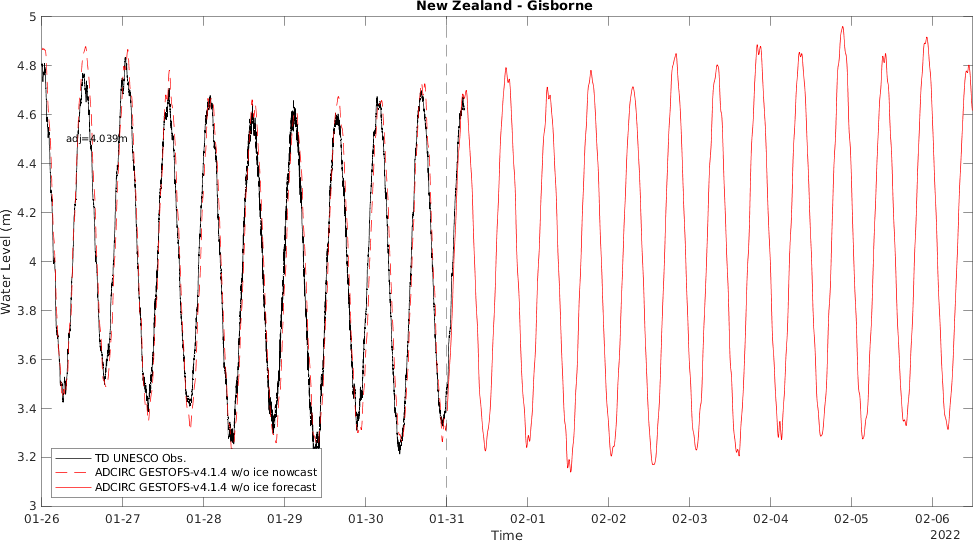 New Zealand - Gisborne
5
4.8
4.6
4.4
4.2
4
3.8
3.6
3.4
3.2
3
Water Level (m)
adj=4.039m
TD UNESCO Obs.
ADCIRC GESTOFS-v4.1.4 w/o ice nowcast
ADCIRC GESTOFS-v4.1.4 w/o ice forecast
01-26 01-27 01-28 01-29 01-30 01-31 02-01 02-02 02-03 02-04 02-05 02-06
Time
2022